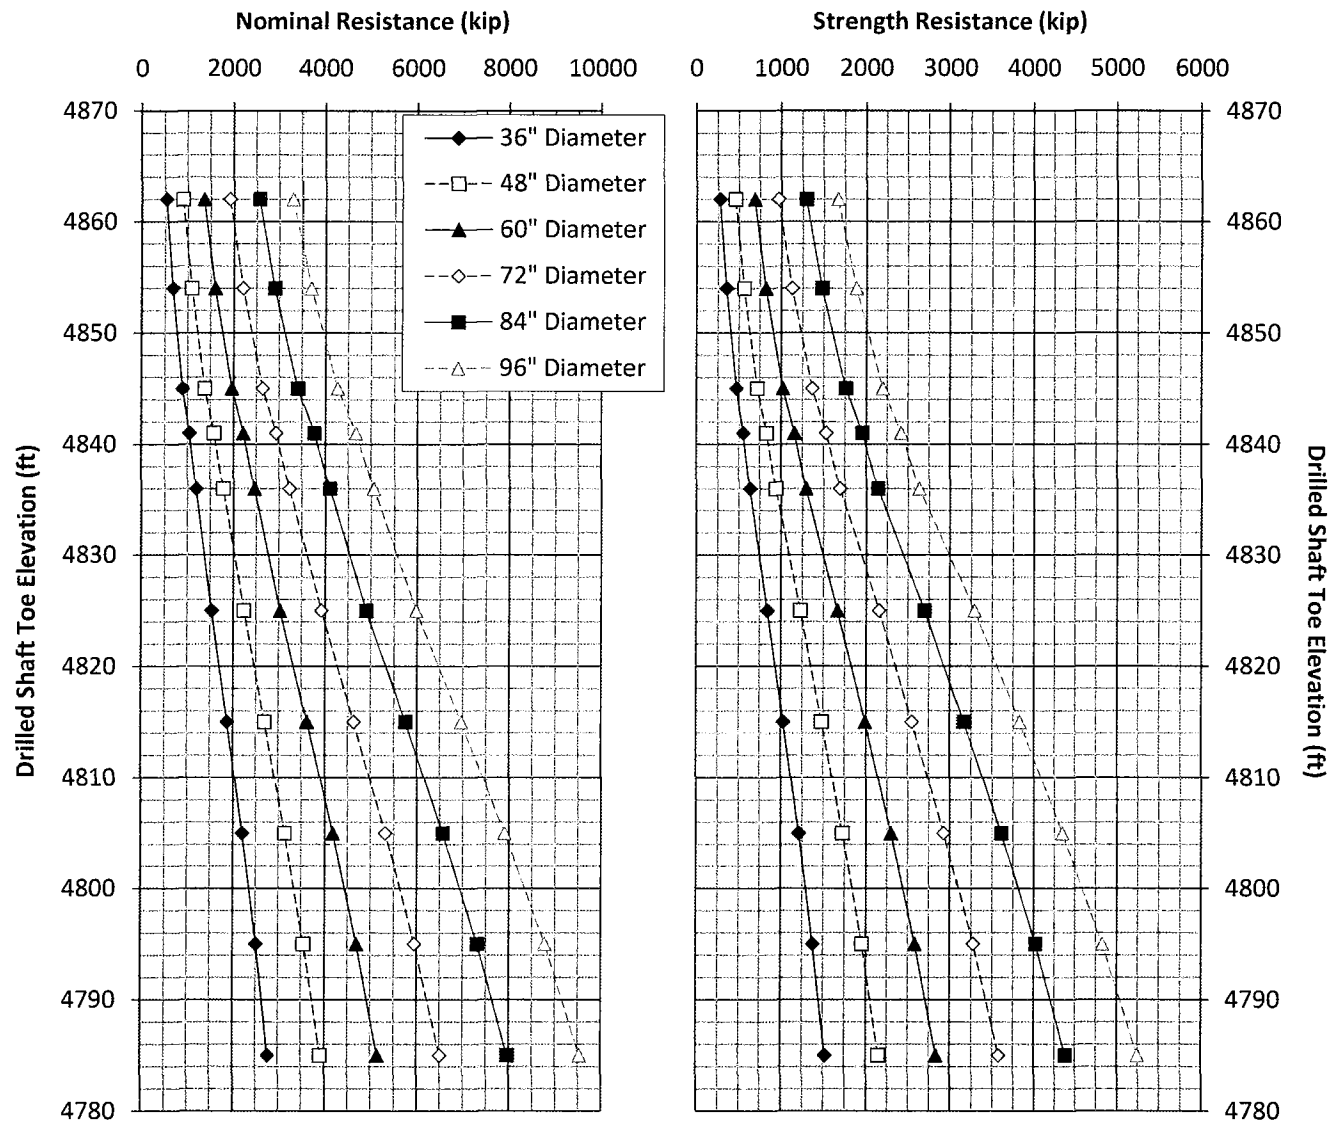 Nominal Resistance (kip)
0 2000 4000 6000 8000 10000
4870
4860
4850
4840
4830
4820
4810
4800
4790
4780
Drilled Shaft Toe Elevation (ft)
36" Diameter
48" Diameter
60" Diameter
72" Diameter
84" Diameter
96" Diameter
Strength Resistance (kip)
0 1000 2000 3000 4000 5000 6000
4870
4860
4850
4840
4830
4820
4810
4800
4790
4780
Drilled Shaft Toe Elevation (ft)